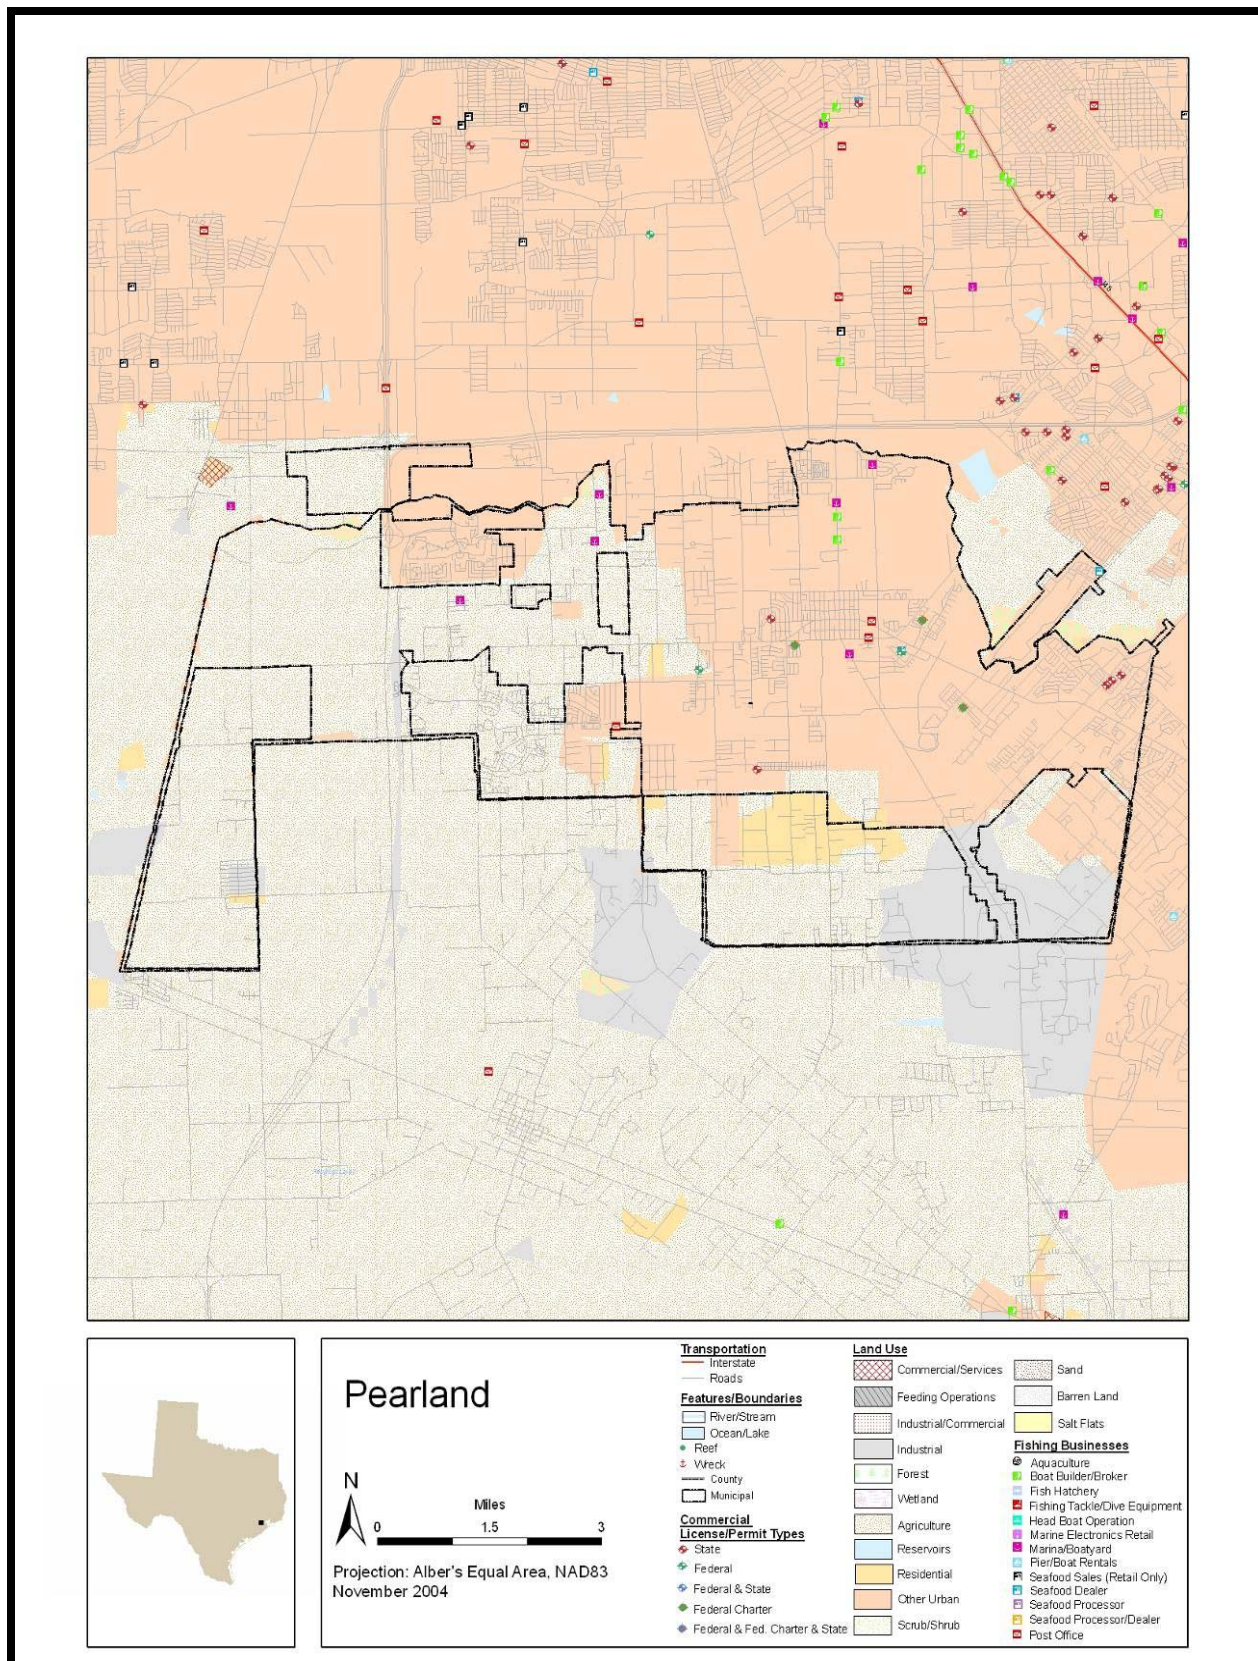 Pearland
N
Miles
0 1.5 3
Projection: Alber's Equal Area, NAD83
November 2004
Transportation
Interstate
Roads
Features/Boundaries
River/Stream
Ocean/Lake
Reef
Wreck
County
Municipal
Commercial
License/Permit Types
State
Federal
Federal & State
Federal Charter
Federal & Fed. Charter & State
Land Use
Commercial/Services
Feeding Operations
Industrial/Commercial
Industrial
Forest
Wetland
Agriculture
Reservoirs
Residential
Other Urban
Scrub/Shrub
Sand
Barren Land
Salt Flats
Fishing Businesses
Aquaculture
Boat Builder/Broker
Fish Hatchery
Fishing Tackle/Dive Equipment
Head Boat Operation
Marine Electronics Retail
Marina/Boatyard
Pier/Boat Rentals
Seafood Sales (Retail Only)
Seafood Dealer
Seafood Processor
Seafood Processor/Dealer
Post Office